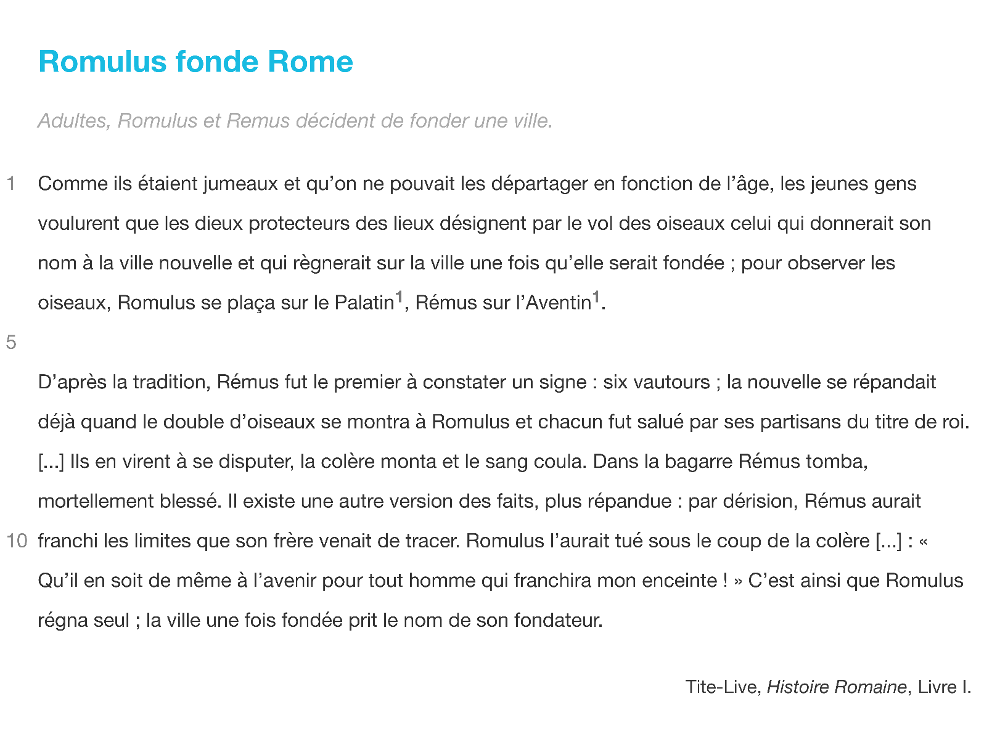 Romulus fonde Rome
Adultes, Romulus et Remus décident de fonder une ville.
1 Comme ils étaient jumeaux et qu’on ne pouvait les départager en fonction de l’âge, les jeunes gens
voulurent que les dieux protecteurs des lieux désignent par le vol des oiseaux celui qui donnerait son
nom à la ville nouvelle et qui règnerait sur la ville une fois qu’elle serait fondée ; pour observer les
oiseaux, Romulus se plaça sur le Palatin¹, Rémus sur l’Aventin¹.
5
D’après la tradition, Rémus fut le premier à constater un signe : six vautours ; la nouvelle se répandait
déjà quand le double d’oiseaux se montra à Romulus et chacun fut salué par ses partisans du titre de roi.
[...] Ils en virent à se disputer, la colère monta et le sang coula. Dans la bagarre Rémus tomba,
mortellement blessé. Il existe une autre version des faits, plus répandue : par dérision, Rémus aurait
10 franchi les limites que son frère venait de tracer. Romulus l’aurait tué sous le coup de la colère [...] : «
Qu’il en soit de même à l’avenir pour tout homme qui franchira mon enceinte ! » C’est ainsi que Romulus
régna seul ; la ville une fois fondée prit le nom de son fondateur.
Tite-Live, Histoire Romaine, Livre I.